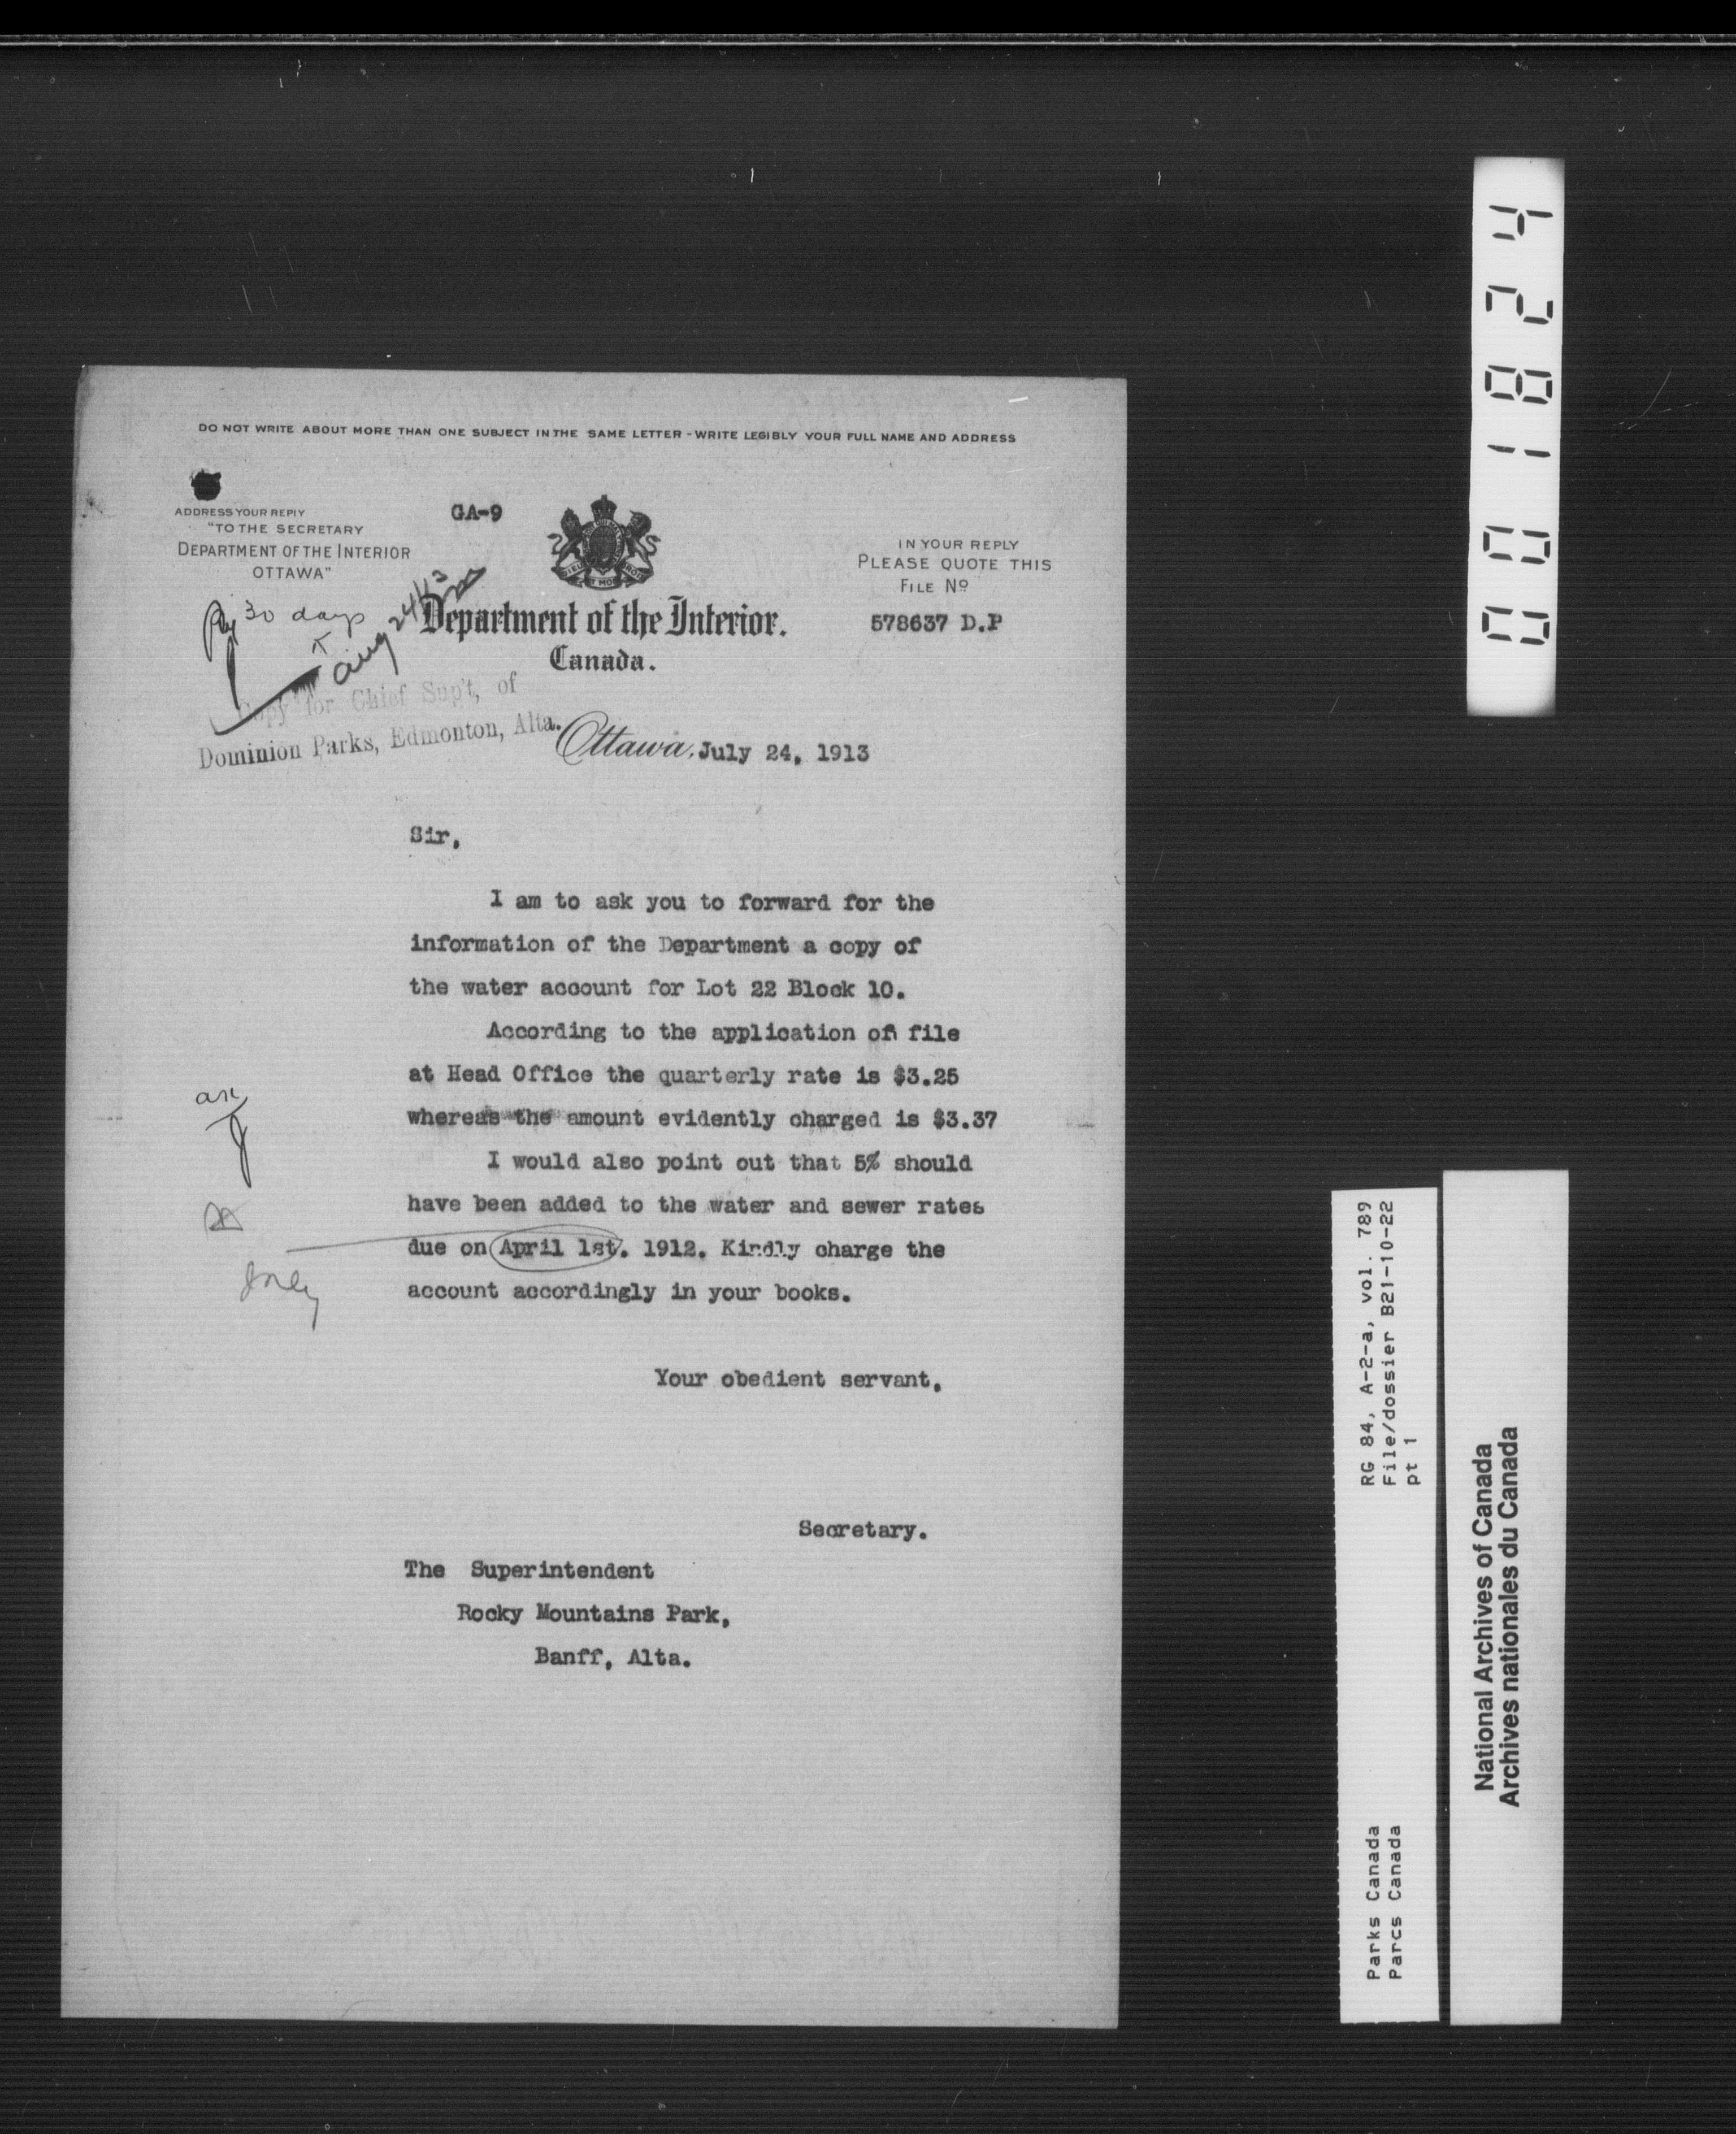 DO NOT WRITE ABOUT MORE THAN ONE SUBJECT IN THE SAME LETTER - WRITE LEGIBLY YOUR FULL NAME AND ADDRESS
ADDRESS YOUR REPLY
"TO THE SECRETARY
DEPARTMENT OF THE INTERIOR
OTTAWA"
GA-9
IN YOUR REPLY
PLEASE QUOTE THIS
FILE No
578637 D.P
30 days
Aug 24/13
Department of the Interior.
Canada.
Copy for Chief Sup't, of
Dominion Parks, Edmonton, Alta.
Ottawa, July 24, 1913
Sir,
I am to ask you to forward for the
information of the Department a copy of
the water account for Lot 22 Block 10.
According to the application on file
at Head Office the quarterly rate is $3.25
whereas the amount evidently charged is $3.37
I would also point out that 5% should
have been added to the water and sewer rates
due on April 1st. 1912. Kindly charge the
account accordingly in your books.
Your obedient servant,
Secretary.
The Superintendent
Rocky Mountains Park,
Banff, Alta.
001824
RG 84, A-2-a, vol. 789
File/dossier B21-10-22
pt 1
Parks Canada
Parcs Canada
National Archives of Canada
Archives nationales du Canada